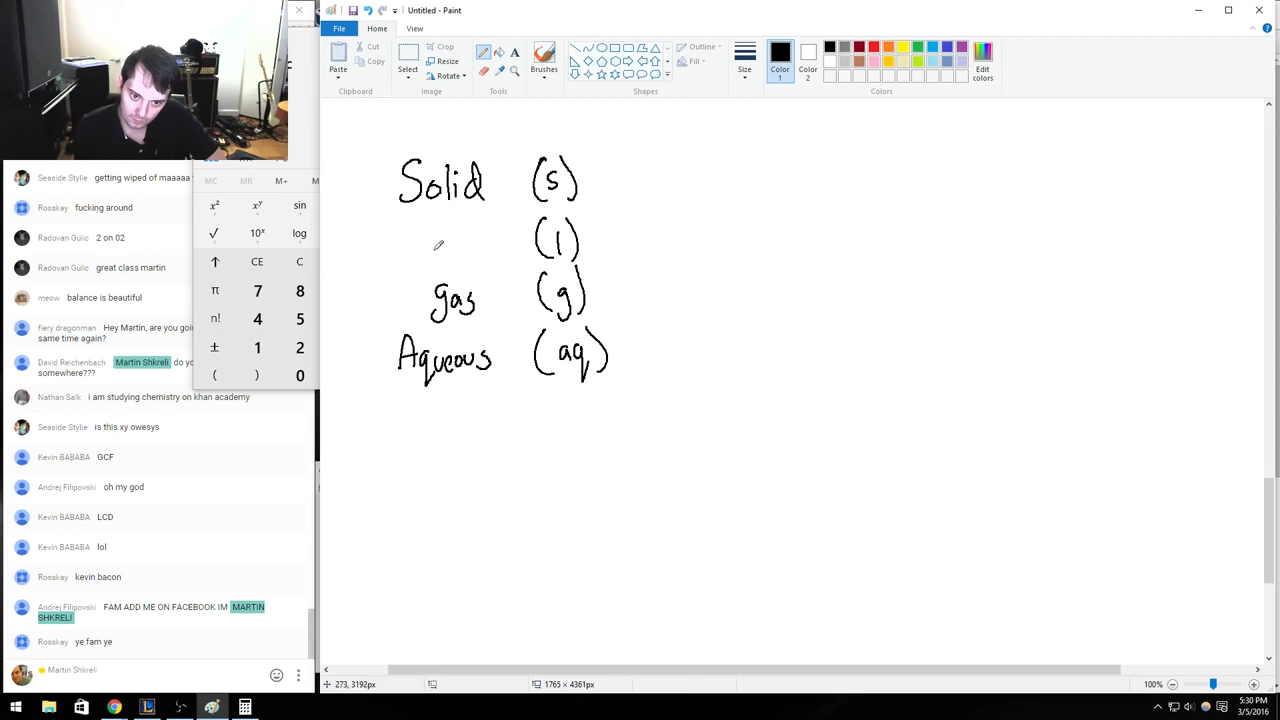 Untitled - Paint
File Home View
Paste
Cut
Copy
Clipboard
Select
Crop
Resize
Rotate
Image
A
Tools
Brushes
Outline
Fill
Shapes
Size
Color 1
Color 2
Edit colors
Colors
Solid (s)
(l)
gas (g)
Aqueous (aq)
Seaside Stylie getting wiped of maaaaa
Rosskay fucking around
Radovan Gulic 2 on 02
Radovan Gulic great class martin
meow balance is beautiful
fiery dragonman Hey Martin, are you goi
same time again?
David Reichenbach Martin Shkreli do yo
somewhere???
Nathan Salk i am studying chemistry on khan academy
Seaside Stylie is this xy owesys
Kevin BABABA GCF
Andrej Filipovski oh my god
Kevin BABABA LCD
Kevin BABABA lol
Rosskay kevin bacon
Andrej Filipovski FAM ADD ME ON FACEBOOK IM MARTIN
SHKRELI
Rosskay ye fam ye
Martin Shkreli
MC MR M+ M
x² xʸ sin
√ 10ˣ log
↑ CE C
π 7 8
n! 4 5
± 1 2
( ) 0
273, 3192px
1765 × 4361px
100%
5:30 PM
3/5/2016